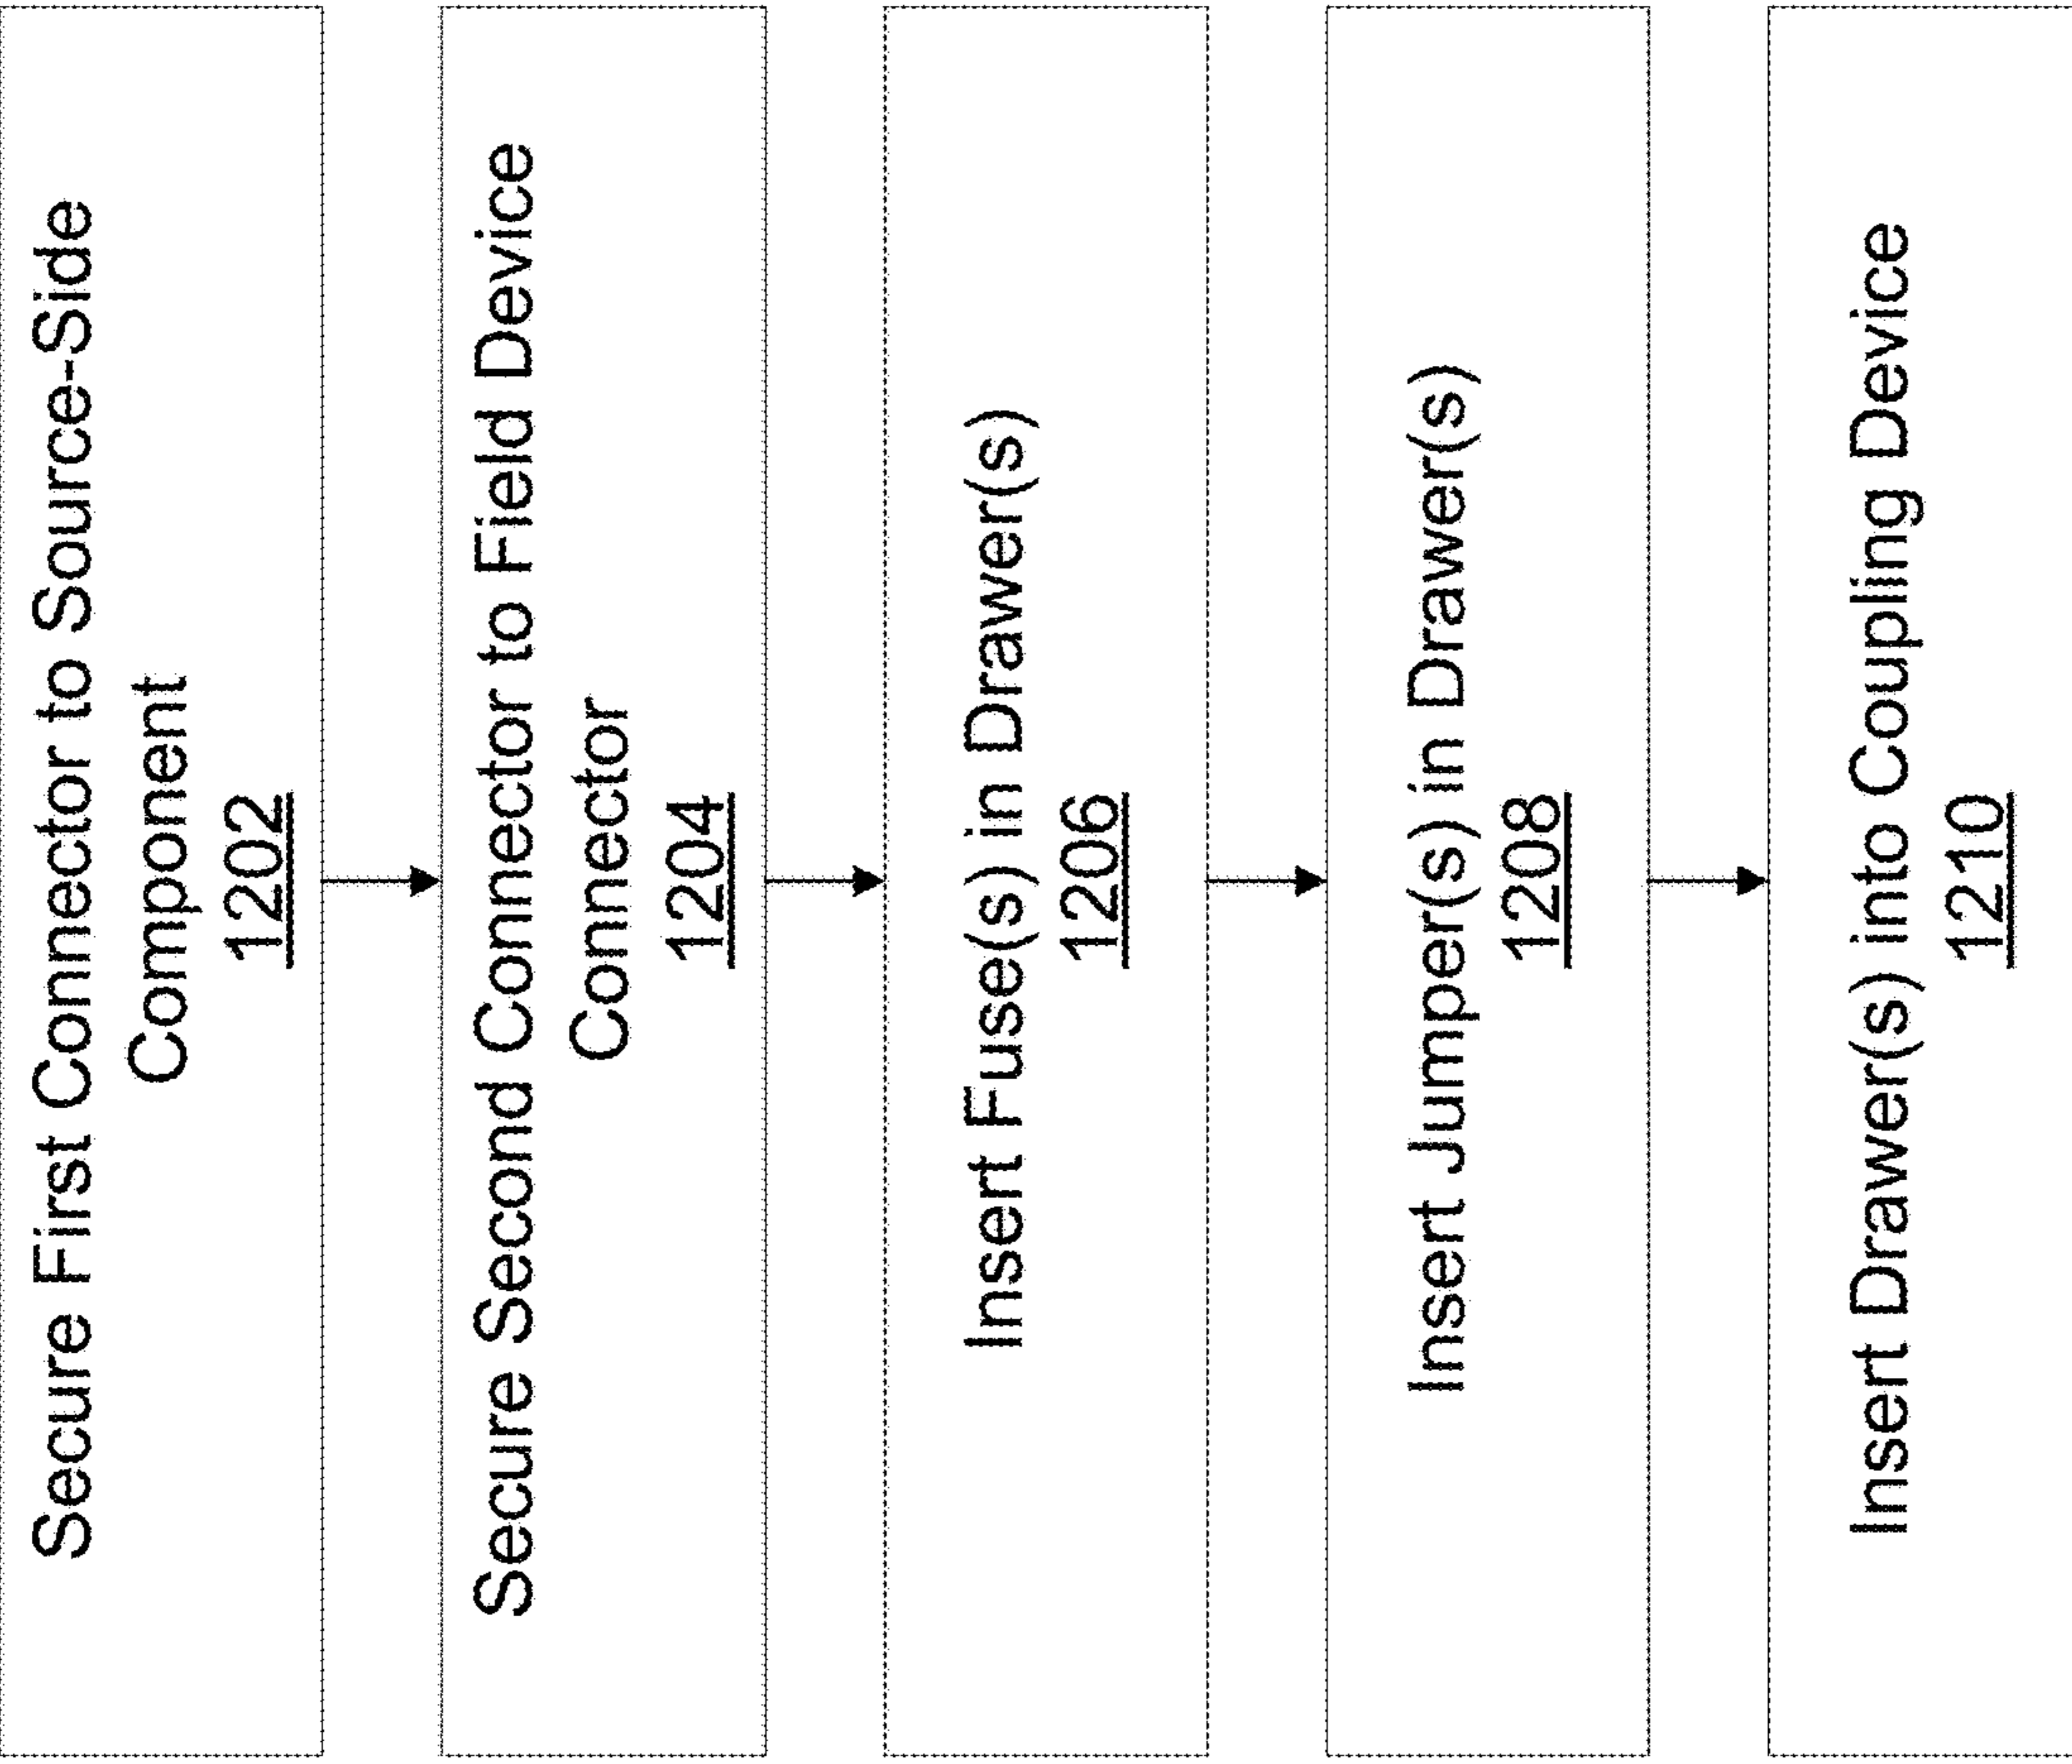 Secure First Connector to Source-Side
Component
1202
Secure Second Connector to Field Device
Connector
1204
Insert Fuse(s) in Drawer(s)
1206
Insert Jumper(s) in Drawer(s)
1208
Insert Drawer(s) into Coupling Device
1210